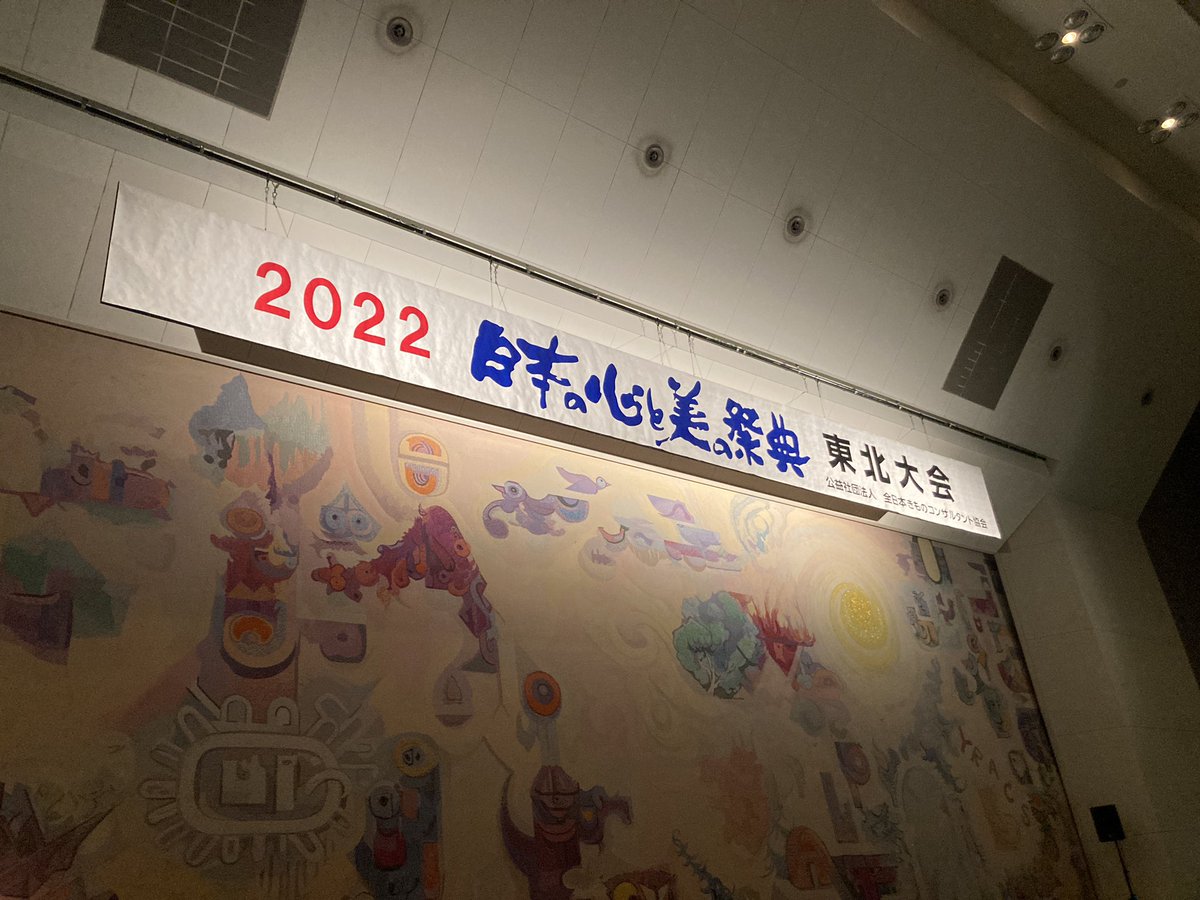 2022 日本の心と美の祭典 東北大会
公益社団法人 全日本きものコンサルタント協会